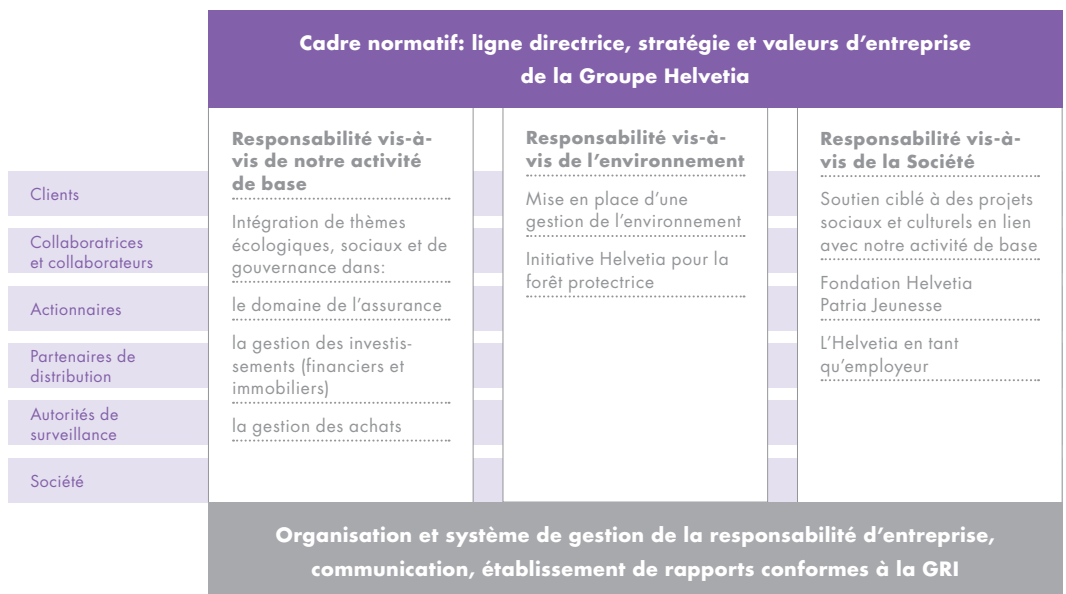 Cadre normatif: ligne directrice, stratégie et valeurs d’entreprise
de la Groupe Helvetia
Clients
Collaboratrices
et collaborateurs
Actionnaires
Partenaires de
distribution
Autorités de
surveillance
Société
Responsabilité vis-à-
vis de notre activité
de base
Intégration de thèmes
écologiques, sociaux et de
gouvernance dans:
le domaine de l’assurance
la gestion des investis-
sements (financiers et
immobiliers)
la gestion des achats
Responsabilité vis-à-
vis de l’environnement
Mise en place d’une
gestion de l’environnement
Initiative Helvetia pour la
forêt protectrice
Responsabilité vis-à-
vis de la Société
Soutien ciblé à des projets
sociaux et culturels en lien
avec notre activité de base
Fondation Helvetia
Patria Jeunesse
L’Helvetia en tant
qu’employeur
Organisation et système de gestion de la responsabilité d’entreprise,
communication, établissement de rapports conformes à la GRI